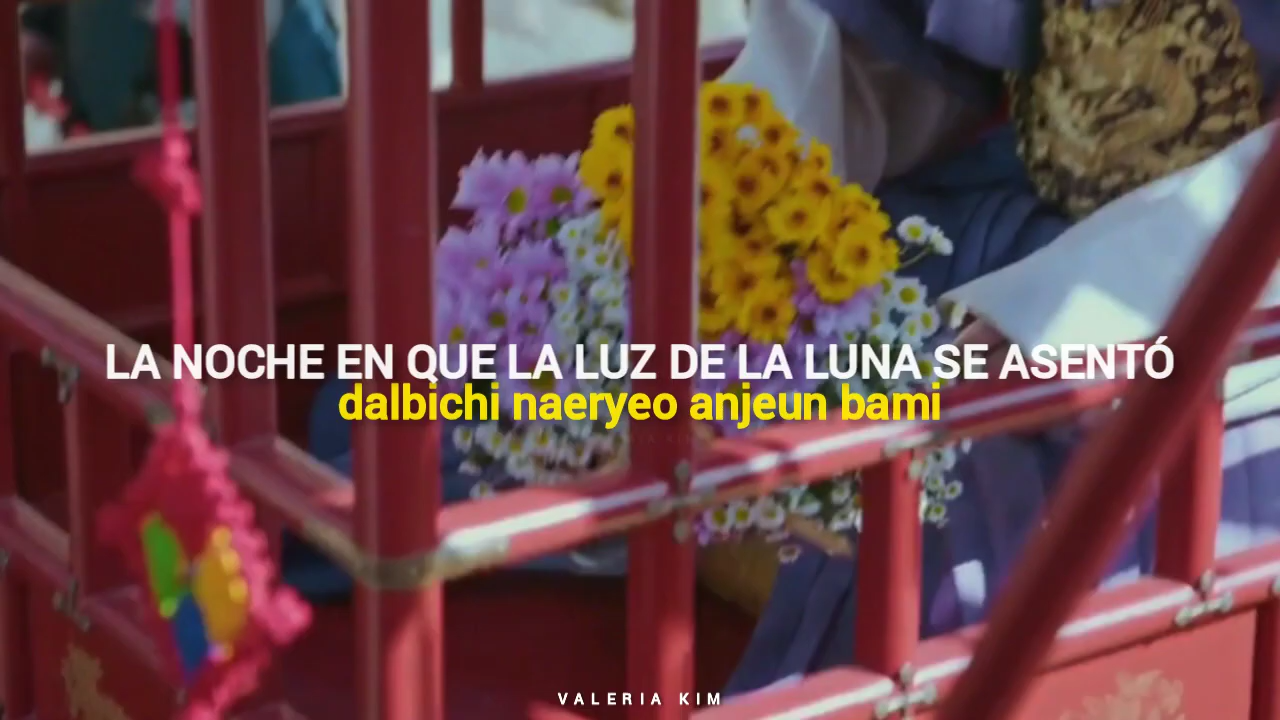 LA NOCHE EN QUE LA LUZ DE LA LUNA SE ASENTÓ
dalbichi naeryeo anjeun bami
VALERIA KIM